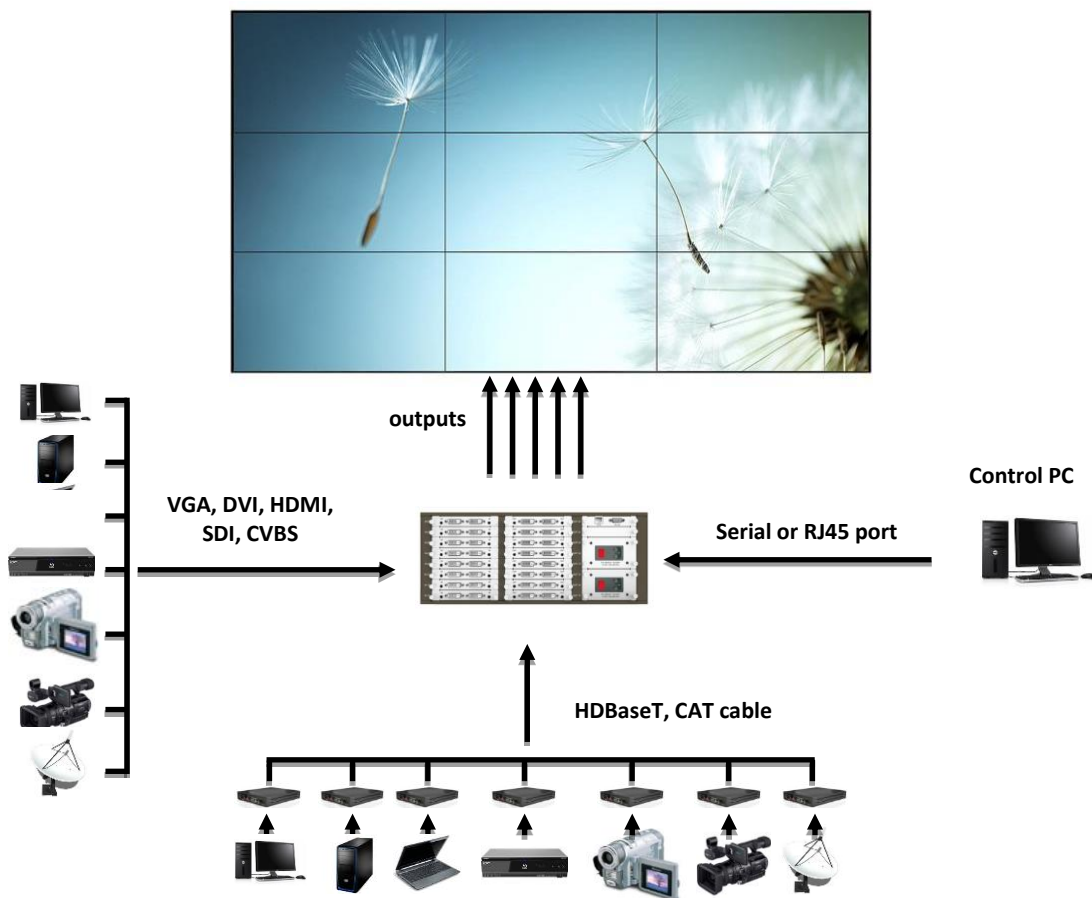 outputs
Control PC
VGA, DVI, HDMI,
SDI, CVBS
Serial or RJ45 port
HDBaseT, CAT cable